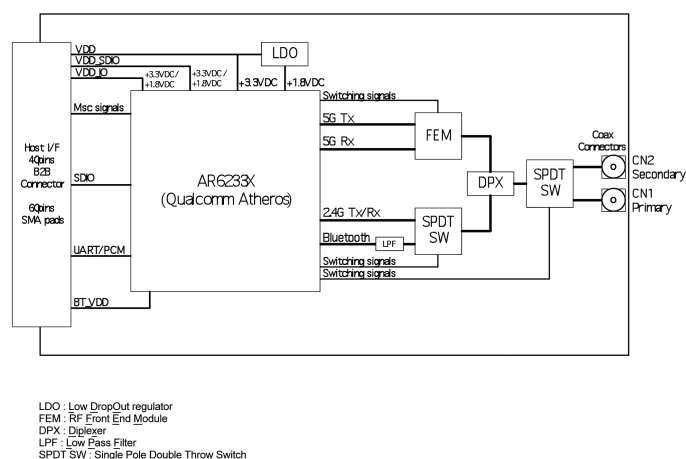 VDD
VDD_SDIO
VDD_IO
+3.3VDC/
+1.8VDC
+3.3VDC/
+1.8VDC
+3.3VDC
+1.8VDC
LDO
Msc signals
Host I/F
40pins
B2B
Connector
60pins
SMA pads
SDIO
UART/PCM
BT_VDD
AR6233X
(Qualcomm Atheros)
Switching signals
5G Tx
5G Rx
FEM
2.4G Tx/Rx
Bluetooth
LPF
SPDT
SW
Switching signals
Switching signals
DPX
SPDT
SW
Coax
Connectors
CN2
Secondary
CN1
Primary
LDO : Low DropOut regulator
FEM : RF Front End Module
DPX : Diplexer
LPF : Low Pass Filter
SPDT SW : Single Pole Double Throw Switch